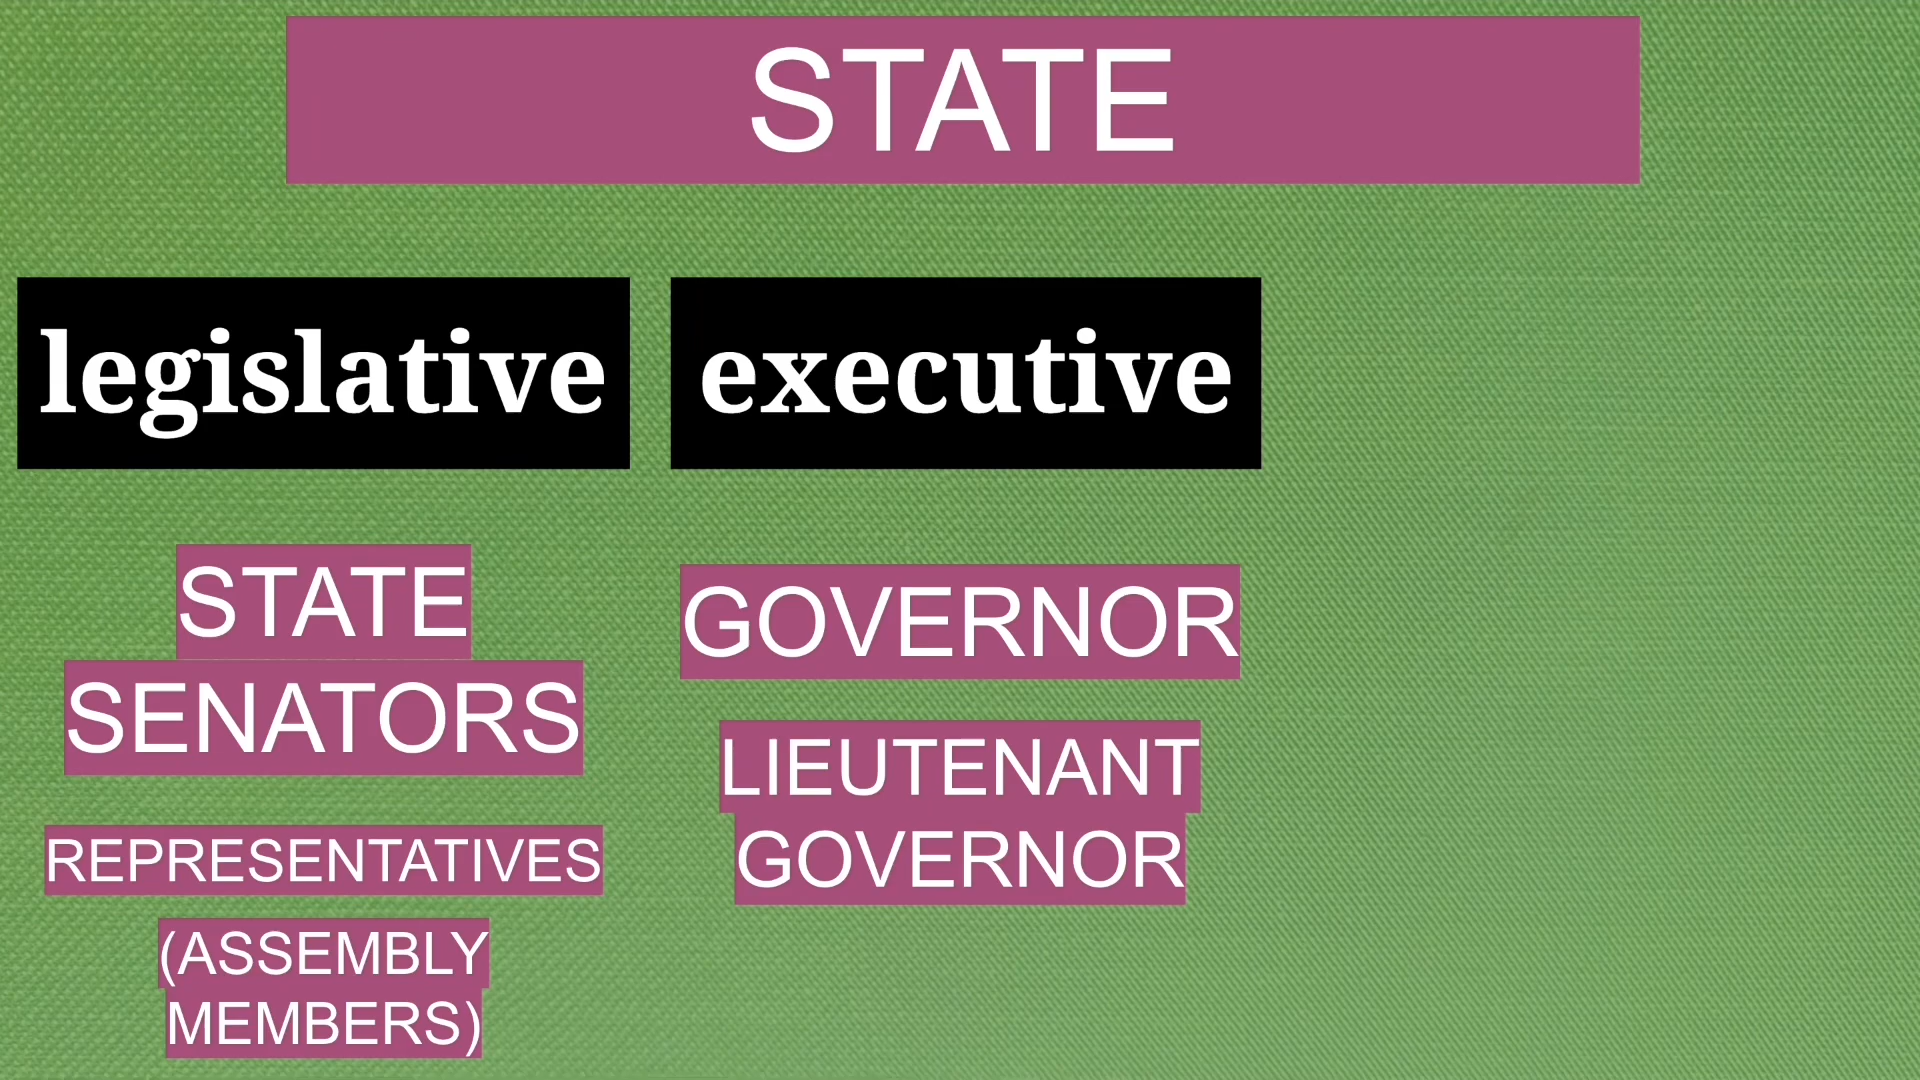 STATE
legislative
executive
STATE
SENATORS
REPRESENTATIVES
(ASSEMBLY
MEMBERS)
GOVERNOR
LIEUTENANT
GOVERNOR